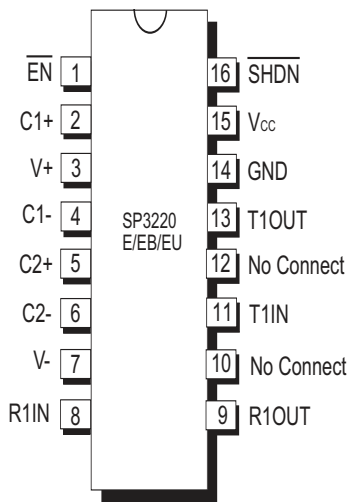 EN 1 16 SHDN
C1+ 2 15 Vcc
V+ 3 14 GND
C1- 4 13 T1OUT
SP3220
E/EB/EU
C2+ 5 12 No Connect
C2- 6 11 T1IN
V- 7 10 No Connect
R1IN 8 9 R1OUT